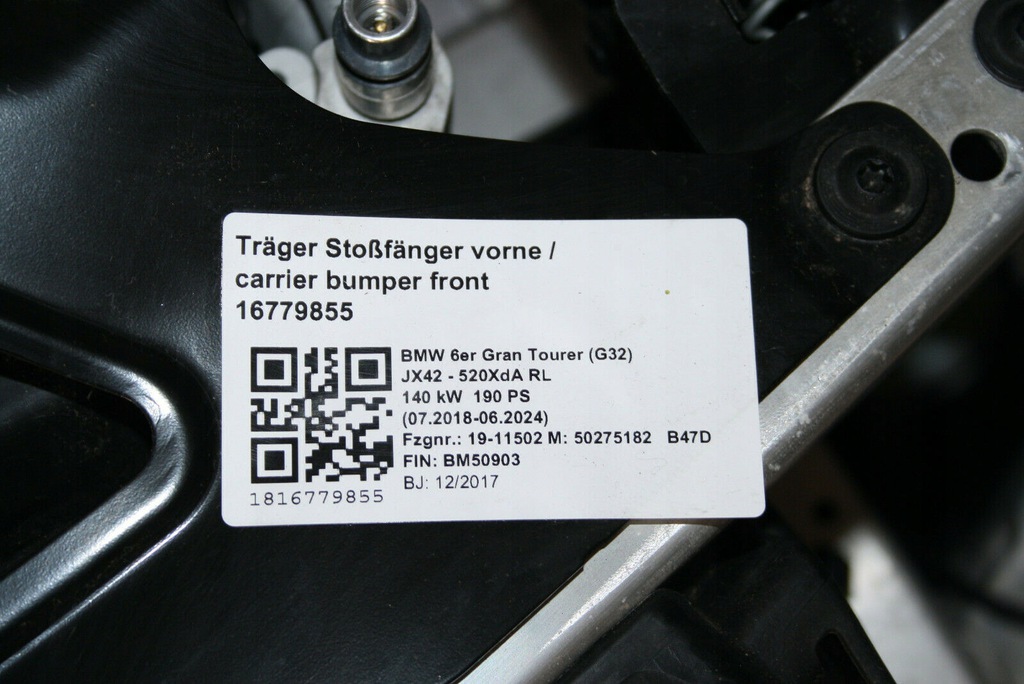 Träger Stoßfänger vorne /
carrier bumper front
16779855
BMW 6er Gran Tourer (G32)
JX42 - 520XdA RL
140 kW 190 PS
(07.2018-06.2024)
Fzgnr.: 19-11502 M: 50275182 B47D
FIN: BM50903
BJ: 12/2017
1816779855